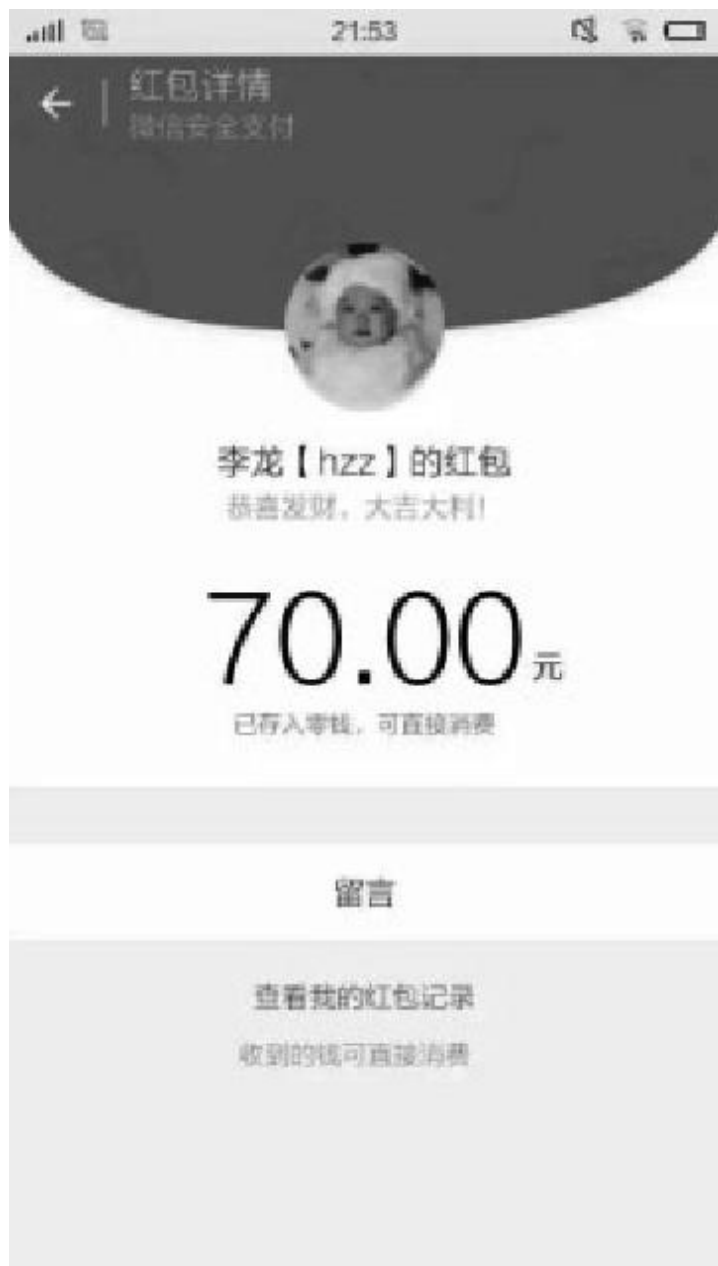 21:53
红包详情
微信安全支付
李龙【hzz】的红包
恭喜发财，大吉大利！
70.00元
已存入零钱，可直接消费
留言
查看我的红包记录
收到的钱可直接消费